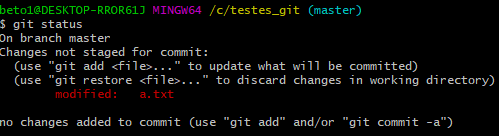 beto1@DESKTOP-RROR61J MINGW64 /c/testes_git (master)
$ git status
On branch master
Changes not staged for commit:
  (use "git add <file>..." to update what will be committed)
  (use "git restore <file>..." to discard changes in working directory)
        modified:   a.txt

no changes added to commit (use "git add" and/or "git commit -a")